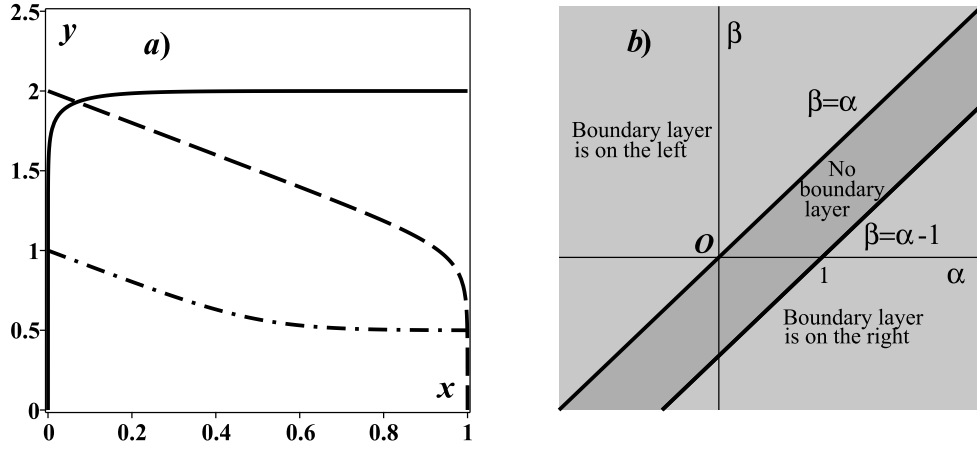 y
a)
2.5
2
1.5
1
0.5
0
x
0
0.2
0.4
0.6
0.8
1
b)
β
β=α
Boundary layer
is on the left
No
boundary
layer
O
β=α-1
1
α
Boundary layer
is on the right